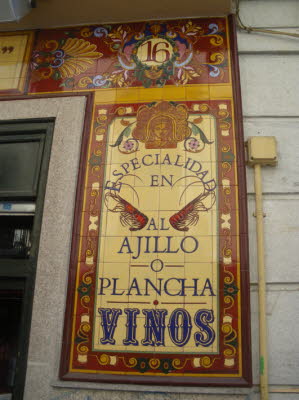 16
ESPECIALIDAD
EN
AL
AJILLO
O
PLANCHA
VINOS